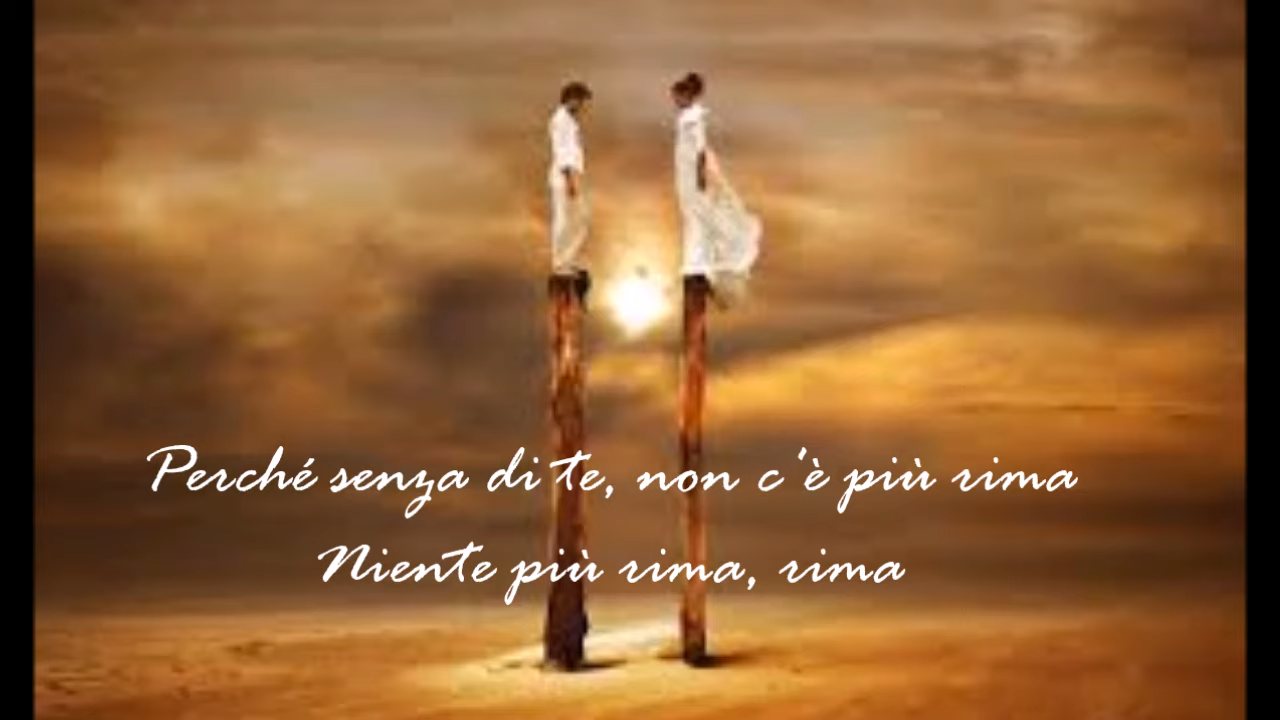 Perché senza di te, non c'è più rima
Niente più rima, rima